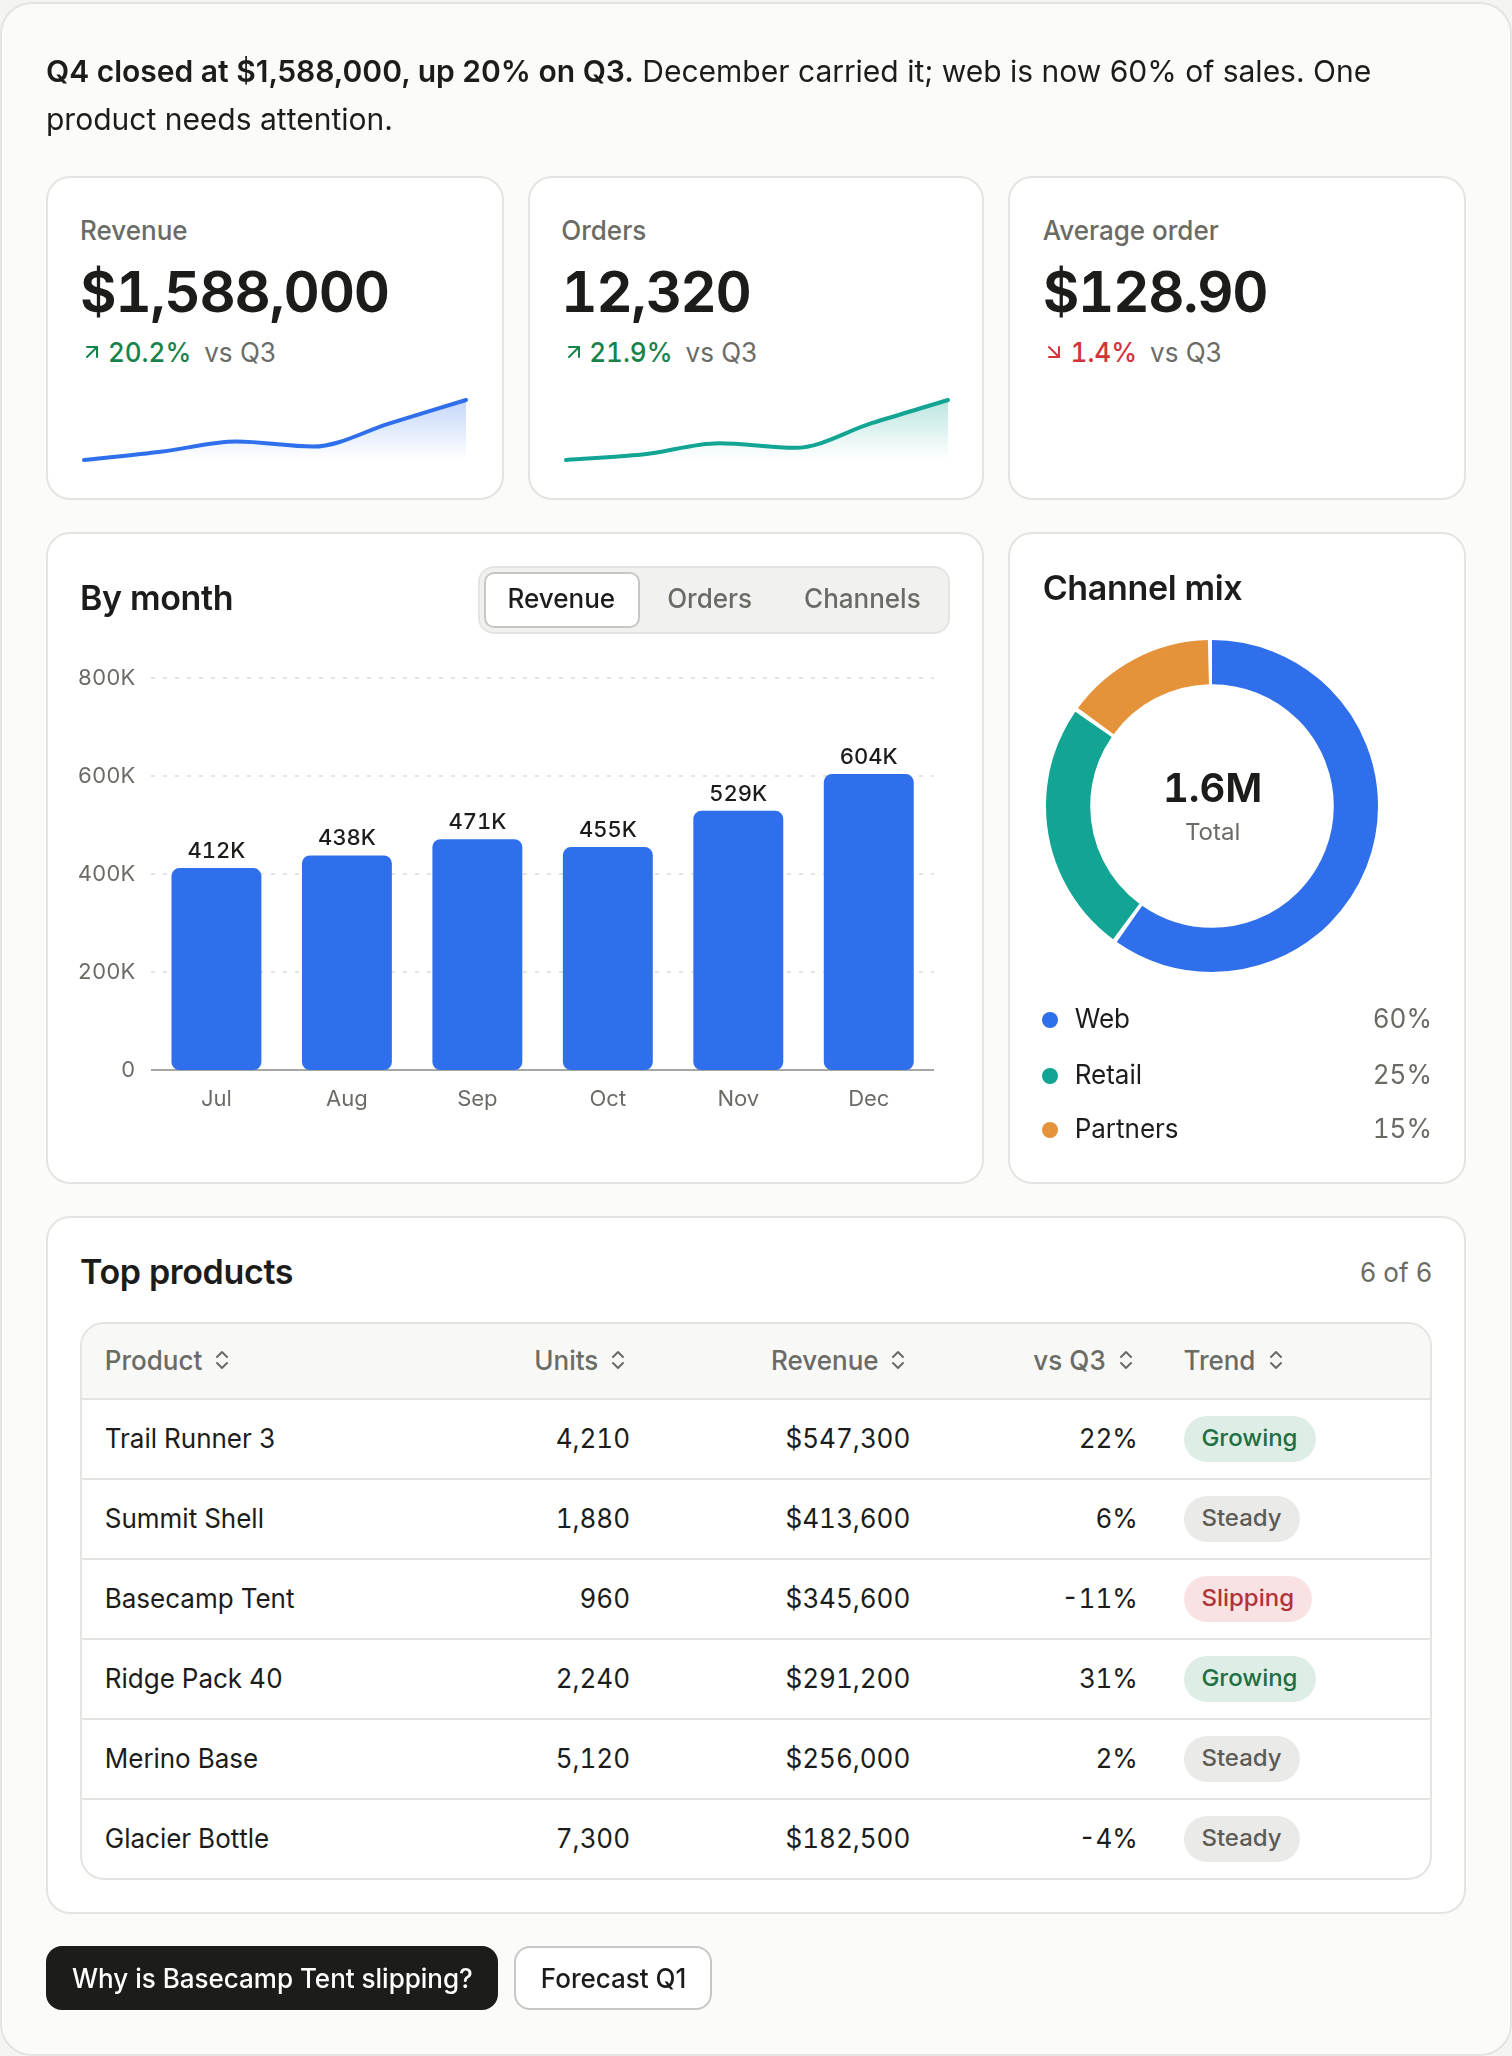 Q4 closed at $1,588,000, up 20% on Q3. December carried it; web is now 60% of sales. One
product needs attention.
Revenue
$1,588,000
20.2% vs Q3
Orders
12,320
21.9% vs Q3
Average order
$128.90
1.4% vs Q3
By month
Revenue Orders Channels
800K
600K
400K
200K
0
412K
438K
471K
455K
529K
604K
Jul Aug Sep Oct Nov Dec
Channel mix
1.6M
Total
Web 60%
Retail 25%
Partners 15%
Top products 6 of 6
Product Units Revenue vs Q3 Trend
Trail Runner 3 4,210 $547,300 22% Growing
Summit Shell 1,880 $413,600 6% Steady
Basecamp Tent 960 $345,600 -11% Slipping
Ridge Pack 40 2,240 $291,200 31% Growing
Merino Base 5,120 $256,000 2% Steady
Glacier Bottle 7,300 $182,500 -4% Steady
Why is Basecamp Tent slipping? Forecast Q1